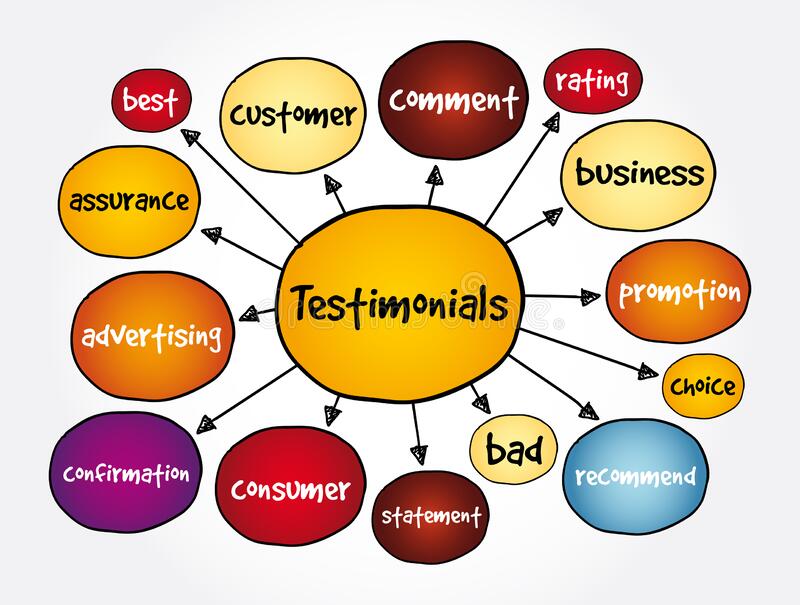 best
customer
comment
rating
assurance
business
Testimonials
advertising
promotion
choice
confirmation
consumer
statement
bad
recommend